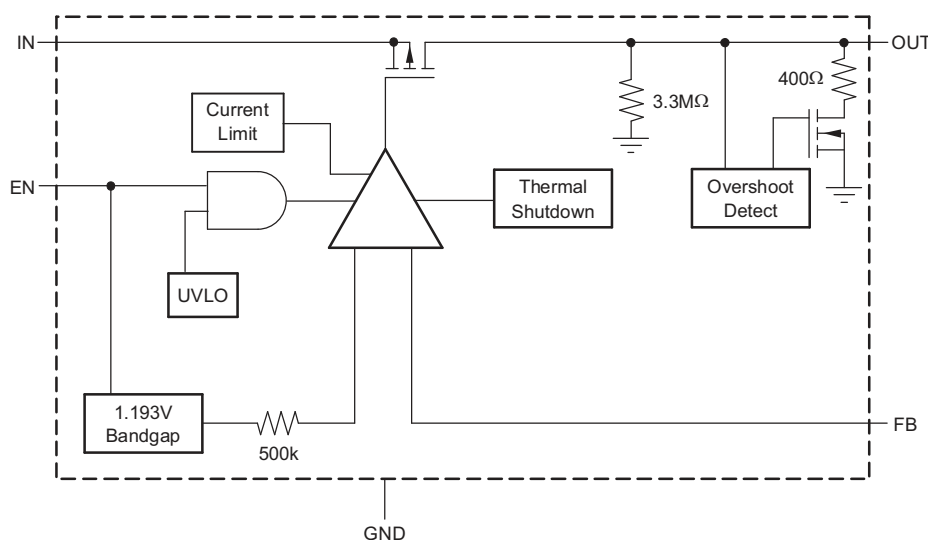 IN
OUT
400Ω
3.3MΩ
Current
Limit
EN
Thermal
Shutdown
Overshoot
Detect
UVLO
1.193V
Bandgap
500k
FB
GND